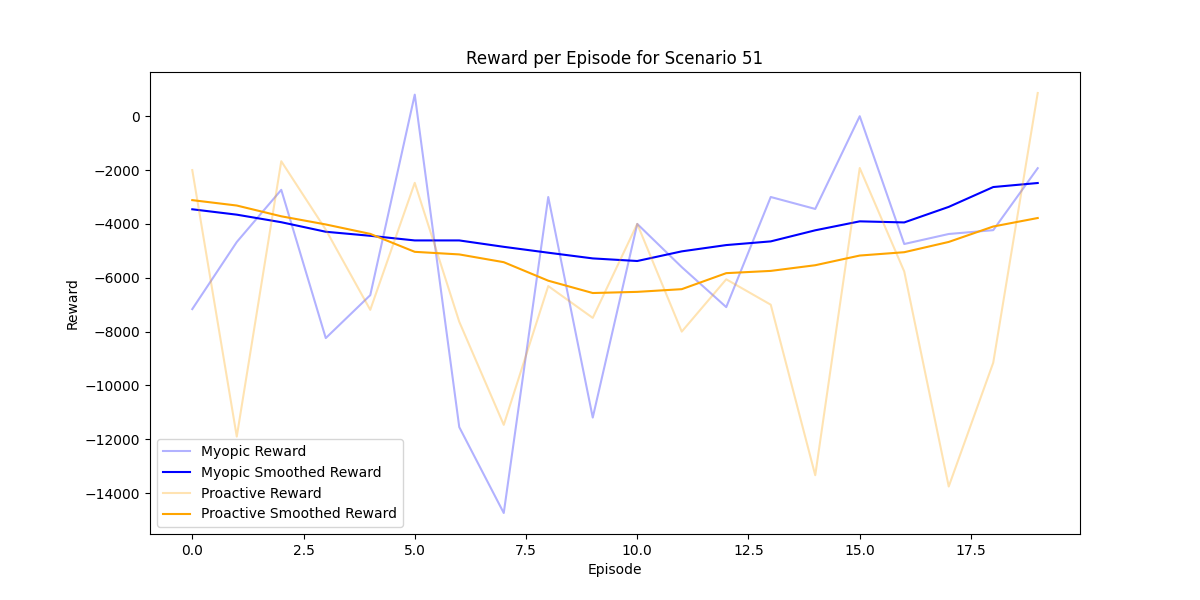 Reward per Episode for Scenario 51
Reward
0
−2000
−4000
−6000
−8000
−10000
−12000
−14000
Myopic Reward
Myopic Smoothed Reward
Proactive Reward
Proactive Smoothed Reward
0.0 2.5 5.0 7.5 10.0 12.5 15.0 17.5
Episode